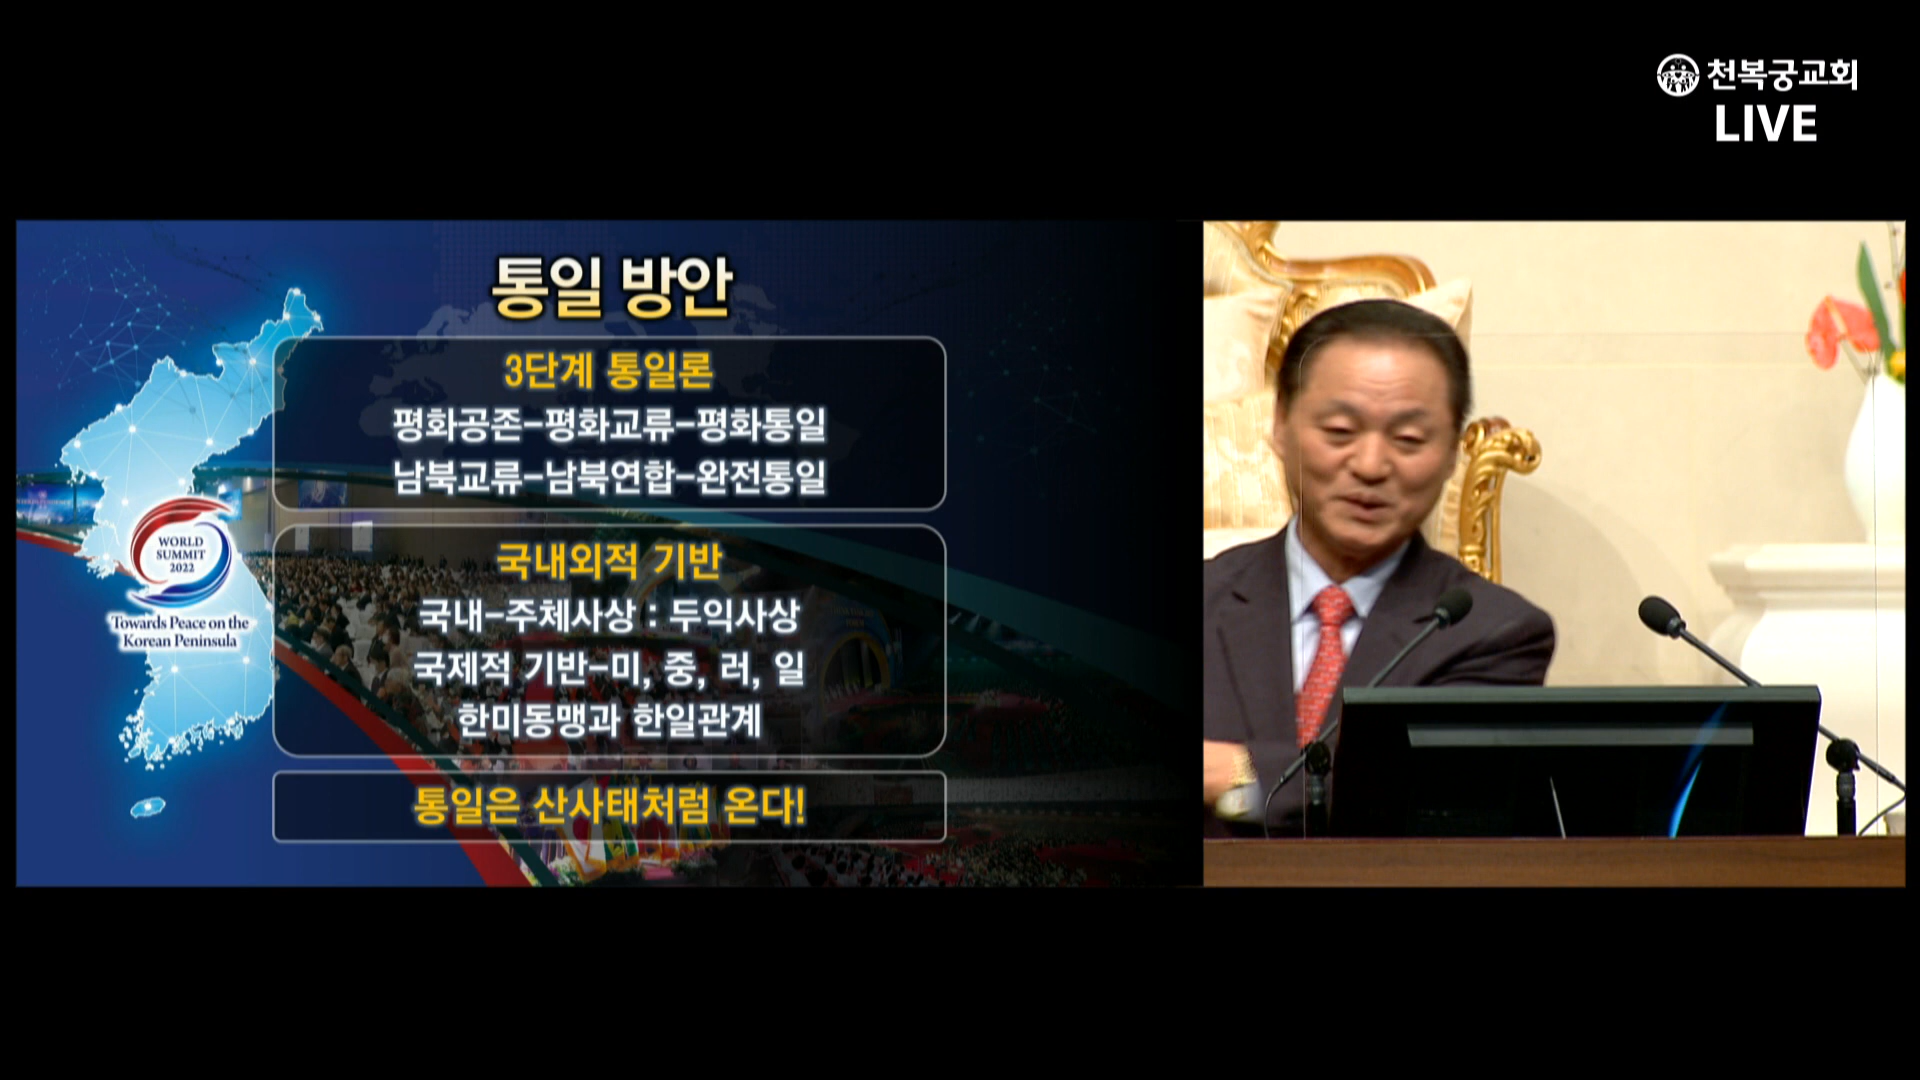 천복궁교회
LIVE
통일 방안
3단계 통일론
평화공존-평화교류-평화통일
남북교류-남북연합-완전통일
WORLD
SUMMIT
2022
Towards Peace on the
Korean Peninsula
국내외적 기반
국내-주체사상 : 두익사상
국제적 기반-미, 중, 러, 일
한미동맹과 한일관계
통일은 산사태처럼 온다!